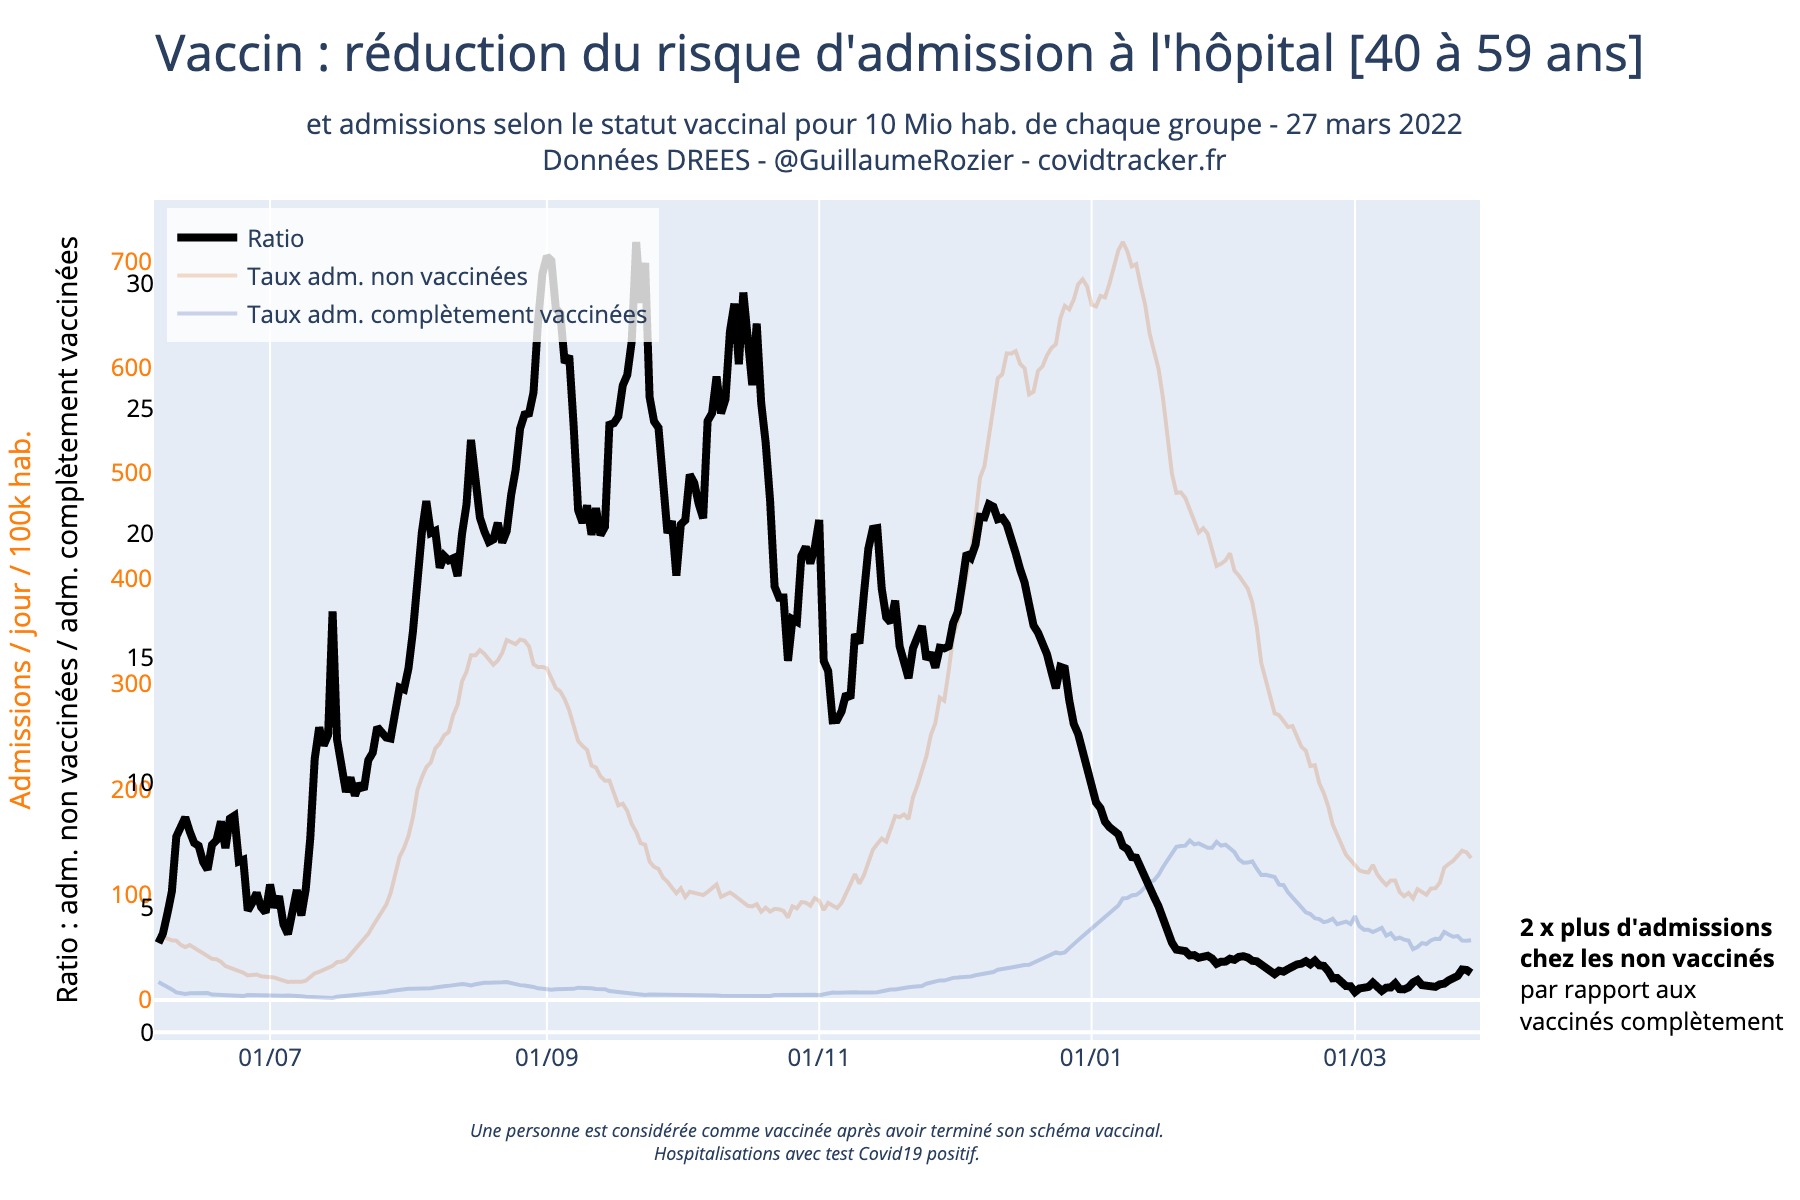 Vaccin : réduction du risque d'admission à l'hôpital [40 à 59 ans]
et admissions selon le statut vaccinal pour 10 Mio hab. de chaque groupe - 27 mars 2022
Données DREES - @GuillaumeRozier - covidtracker.fr
Ratio
Taux adm. non vaccinées
Taux adm. complètement vaccinées
Admissions / jour / 100k hab.
Ratio : adm. non vaccinées / adm. complètement vaccinées
700
30
600
25
500
20
400
15
300
10
200
100
5
0
0
01/07
01/09
01/11
01/01
01/03
2 x plus d'admissions
chez les non vaccinés
par rapport aux
vaccinés complètement
Une personne est considérée comme vaccinée après avoir terminé son schéma vaccinal.
Hospitalisations avec test Covid19 positif.